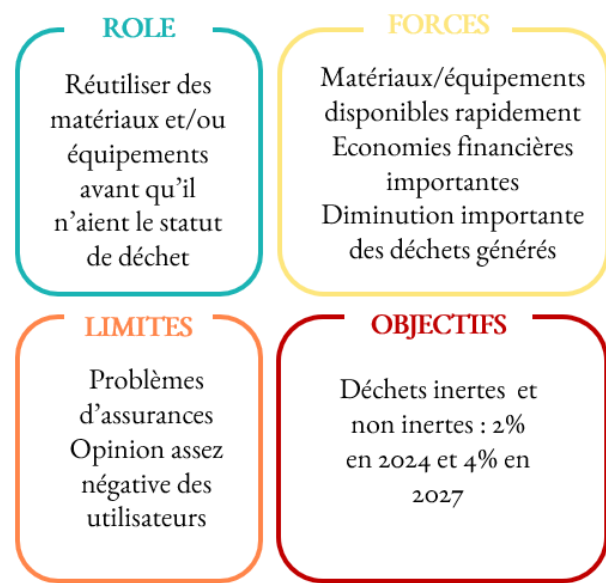 ROLE
Réutiliser des
matériaux et/ou
équipements
avant qu'il
n'aient le statut
de déchet
FORCES
Matériaux/équipements
disponibles rapidement
Economies financières
importantes
Diminution importante
des déchets générés
LIMITES
Problèmes
d'assurances
Opinion assez
négative des
utilisateurs
OBJECTIFS
Déchets inertes et
non inertes : 2%
en 2024 et 4% en
2027